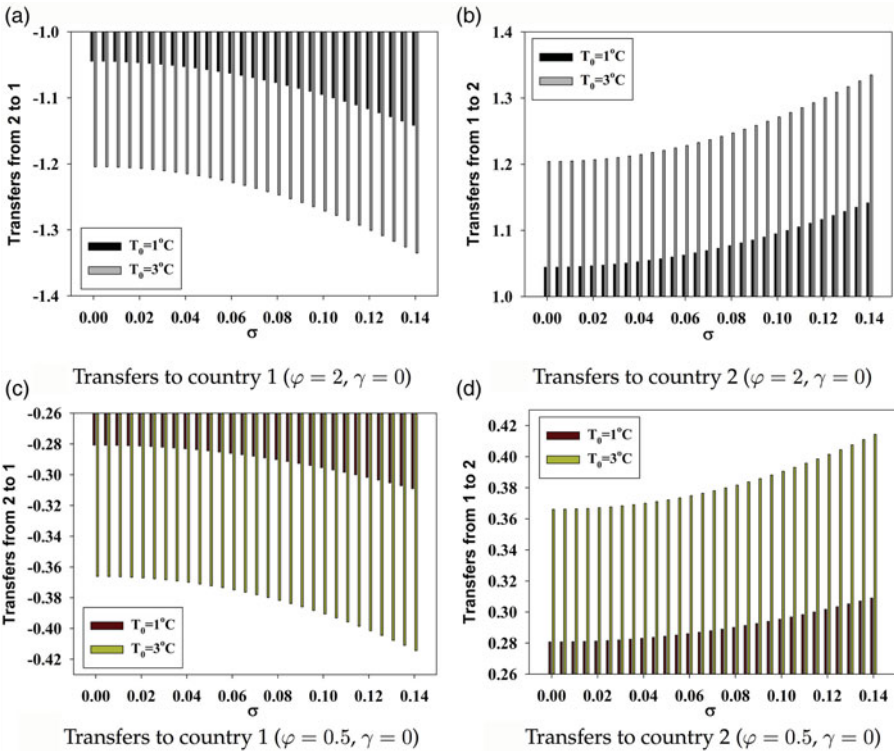 (a)
Transfers from 2 to 1
-1.0
-1.1
-1.2
-1.3
-1.4
T₀=1°C
T₀=3°C
0.00 0.02 0.04 0.06 0.08 0.10 0.12 0.14
σ
Transfers to country 1 (φ = 2, γ = 0)
(b)
Transfers from 1 to 2
1.4
1.3
1.2
1.1
1.0
T₀=1°C
T₀=3°C
0.00 0.02 0.04 0.06 0.08 0.10 0.12 0.14
σ
Transfers to country 2 (φ = 2, γ = 0)
(c)
Transfers from 2 to 1
-0.26
-0.28
-0.30
-0.32
-0.34
-0.36
-0.38
-0.40
-0.42
T₀=1°C
T₀=3°C
0.00 0.02 0.04 0.06 0.08 0.10 0.12 0.14
σ
Transfers to country 1 (φ = 0.5, γ = 0)
(d)
Transfers from 1 to 2
0.42
0.40
0.38
0.36
0.34
0.32
0.30
0.28
0.26
T₀=1°C
T₀=3°C
0.00 0.02 0.04 0.06 0.08 0.10 0.12 0.14
σ
Transfers to country 2 (φ = 0.5, γ = 0)